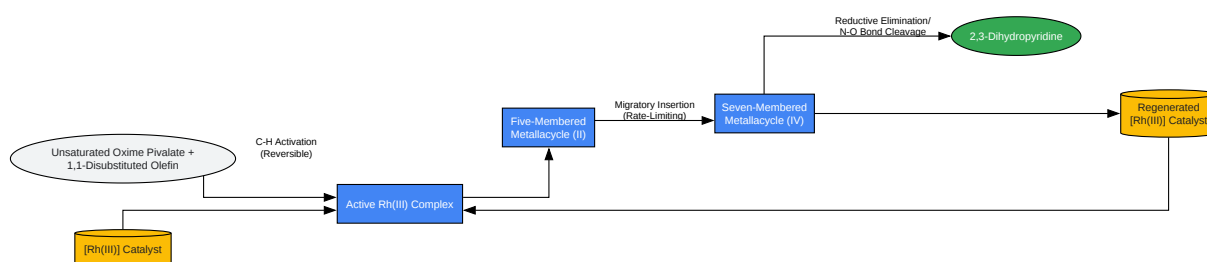 Reductive Elimination/
N-O Bond Cleavage
2,3-Dihydropyridine
Migratory Insertion
(Rate-Limiting)
Five-Membered
Metallacycle (II)
Seven-Membered
Metallacycle (IV)
Regenerated
[Rh(III)] Catalyst
C-H Activation
(Reversible)
Unsaturated Oxime Pivalate +
1,1-Disubstituted Olefin
Active Rh(III) Complex
[Rh(III)] Catalyst